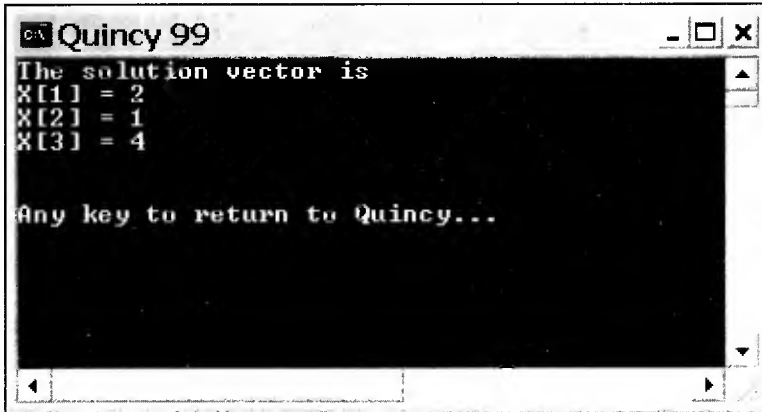 Quincy 99
The solution vector is
X[1] = 2
X[2] = 1
X[3] = 4
Any key to return to Quincy...